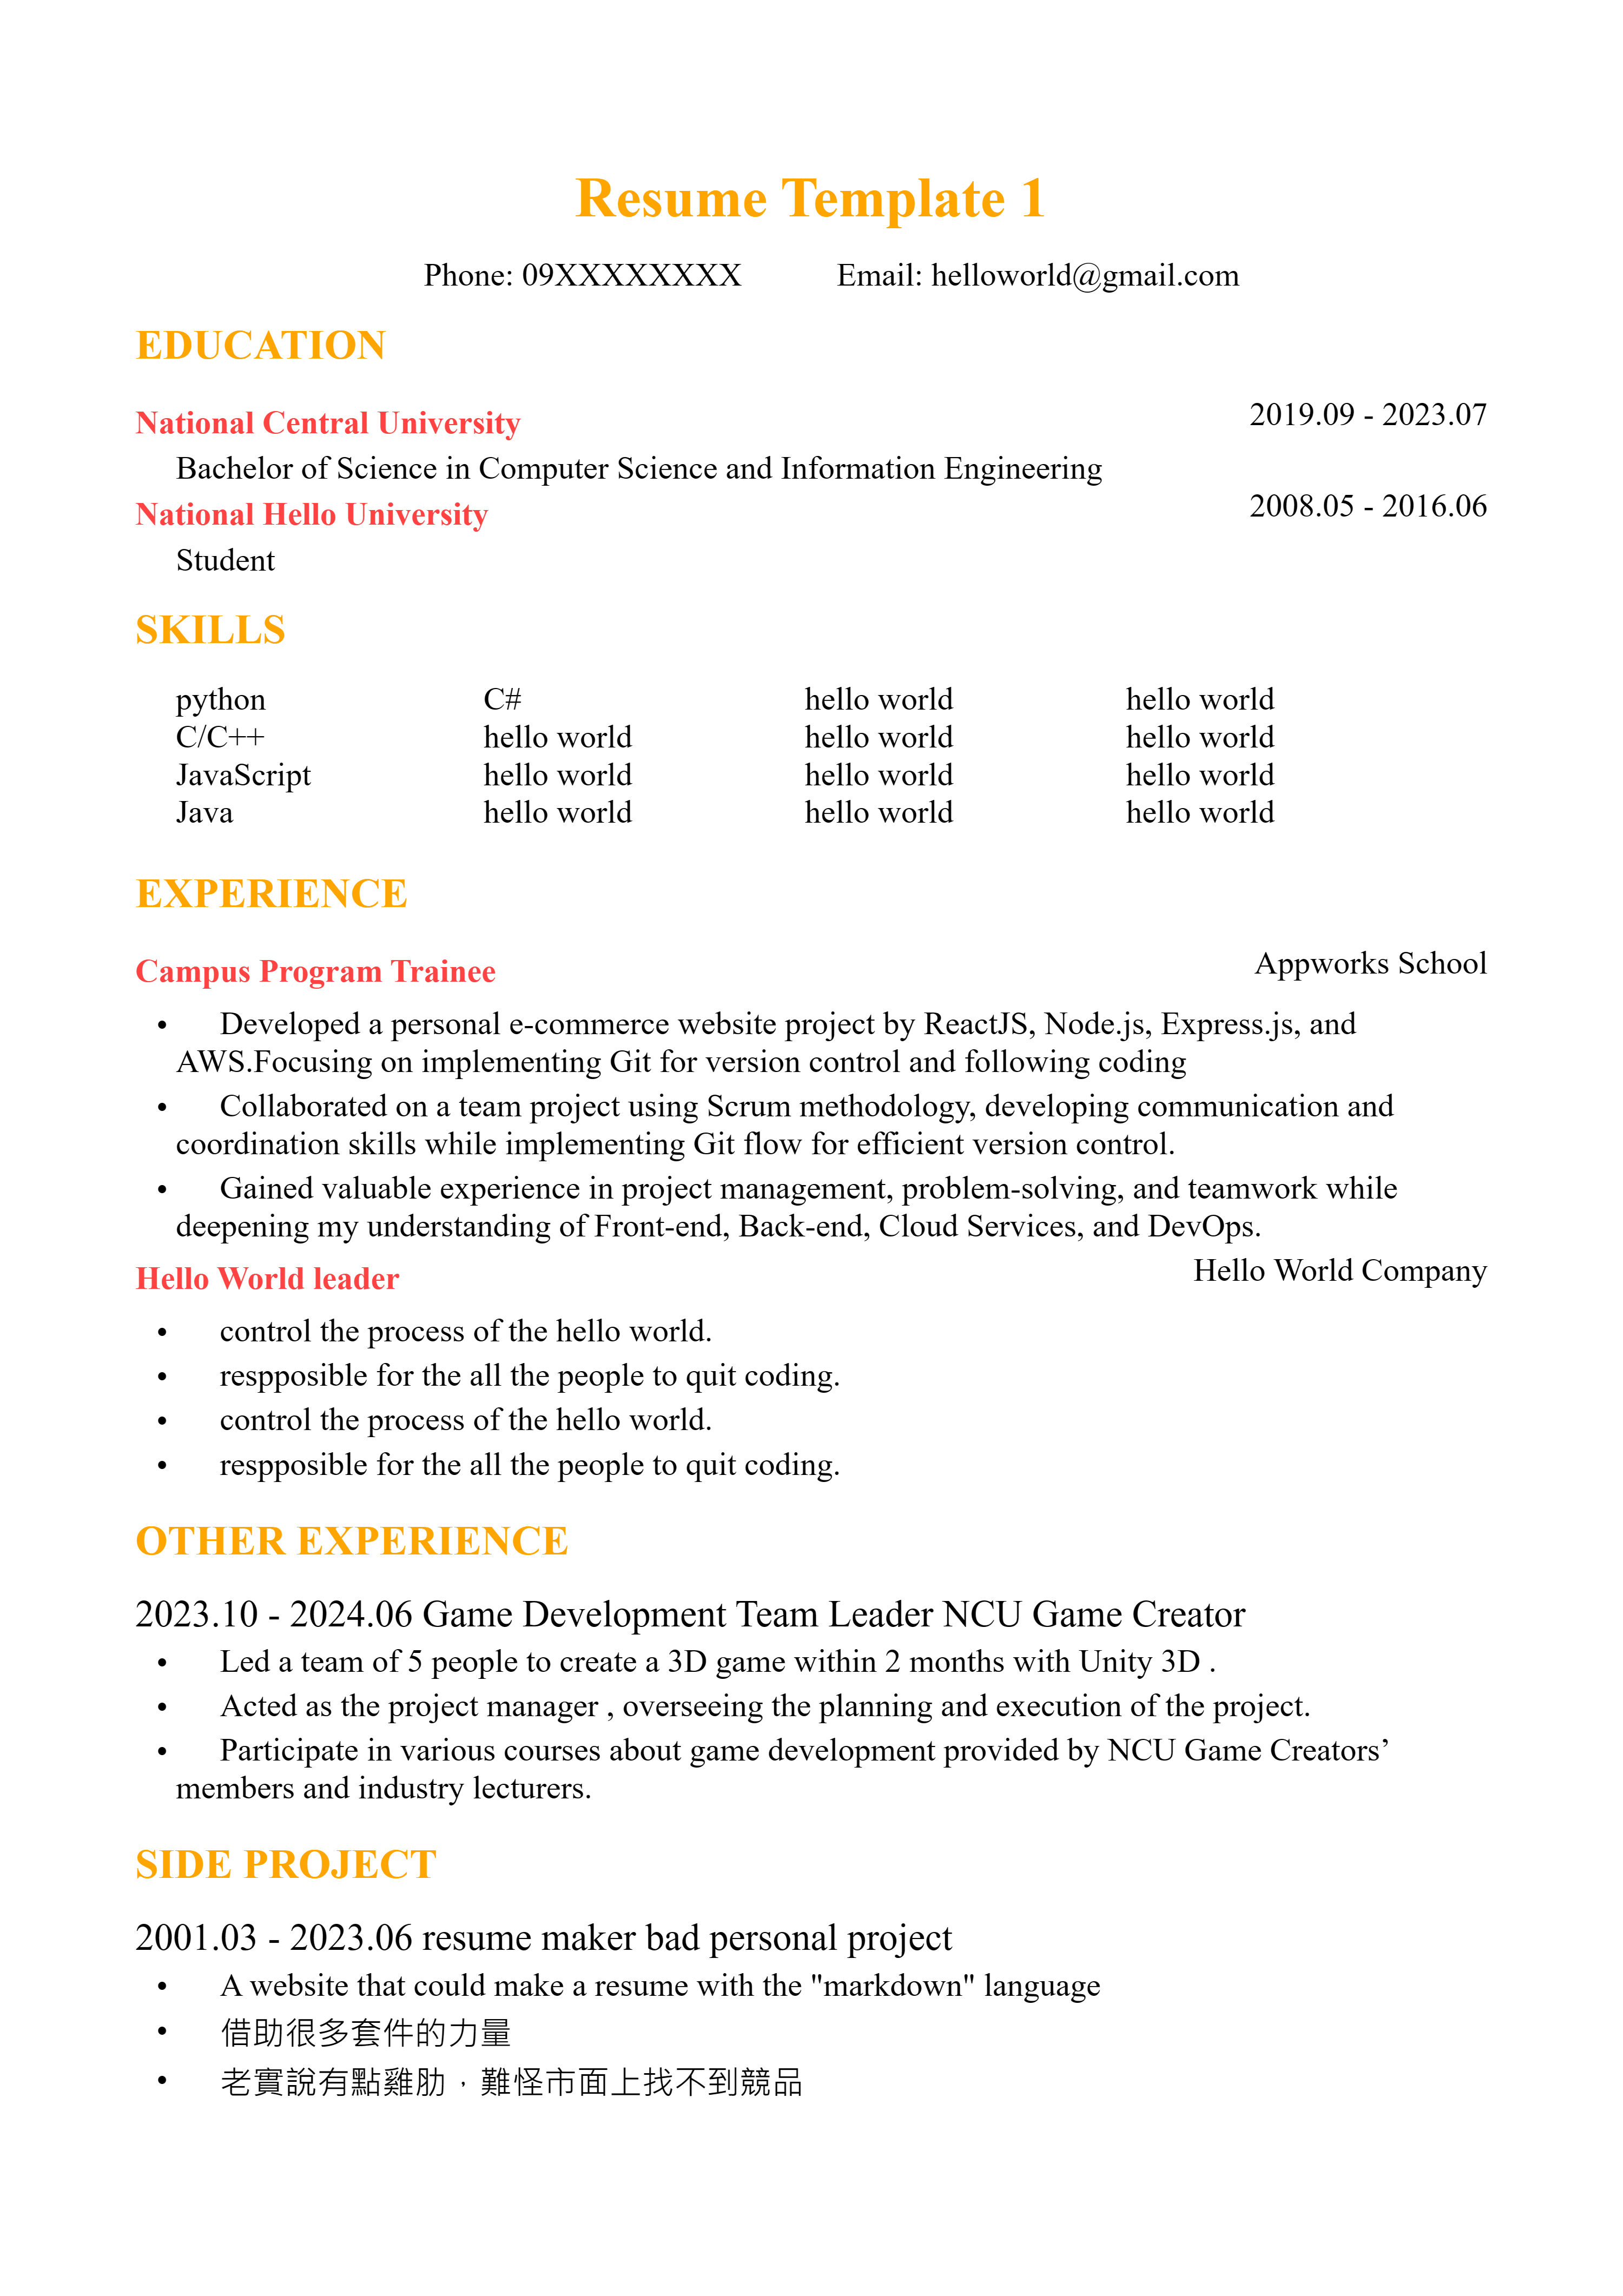 Resume Template 1
Phone: 09XXXXXXXX Email: helloworld@gmail.com
EDUCATION
National Central University 2019.09 - 2023.07
Bachelor of Science in Computer Science and Information Engineering
National Hello University 2008.05 - 2016.06
Student
SKILLS
python C# hello world hello world
C/C++ hello world hello world hello world
JavaScript hello world hello world hello world
Java hello world hello world hello world
EXPERIENCE
Campus Program Trainee Appworks School
• Developed a personal e-commerce website project by ReactJS, Node.js, Express.js, and
AWS.Focusing on implementing Git for version control and following coding
• Collaborated on a team project using Scrum methodology, developing communication and
coordination skills while implementing Git flow for efficient version control.
• Gained valuable experience in project management, problem-solving, and teamwork while
deepening my understanding of Front-end, Back-end, Cloud Services, and DevOps.
Hello World leader Hello World Company
• control the process of the hello world.
• respposible for the all the people to quit coding.
• control the process of the hello world.
• respposible for the all the people to quit coding.
OTHER EXPERIENCE
2023.10 - 2024.06 Game Development Team Leader NCU Game Creator
• Led a team of 5 people to create a 3D game within 2 months with Unity 3D .
• Acted as the project manager , overseeing the planning and execution of the project.
• Participate in various courses about game development provided by NCU Game Creators’
members and industry lecturers.
SIDE PROJECT
2001.03 - 2023.06 resume maker bad personal project
• A website that could make a resume with the "markdown" language
• 借助很多套件的力量
• 老實說有點雞肋，難怪市面上找不到競品